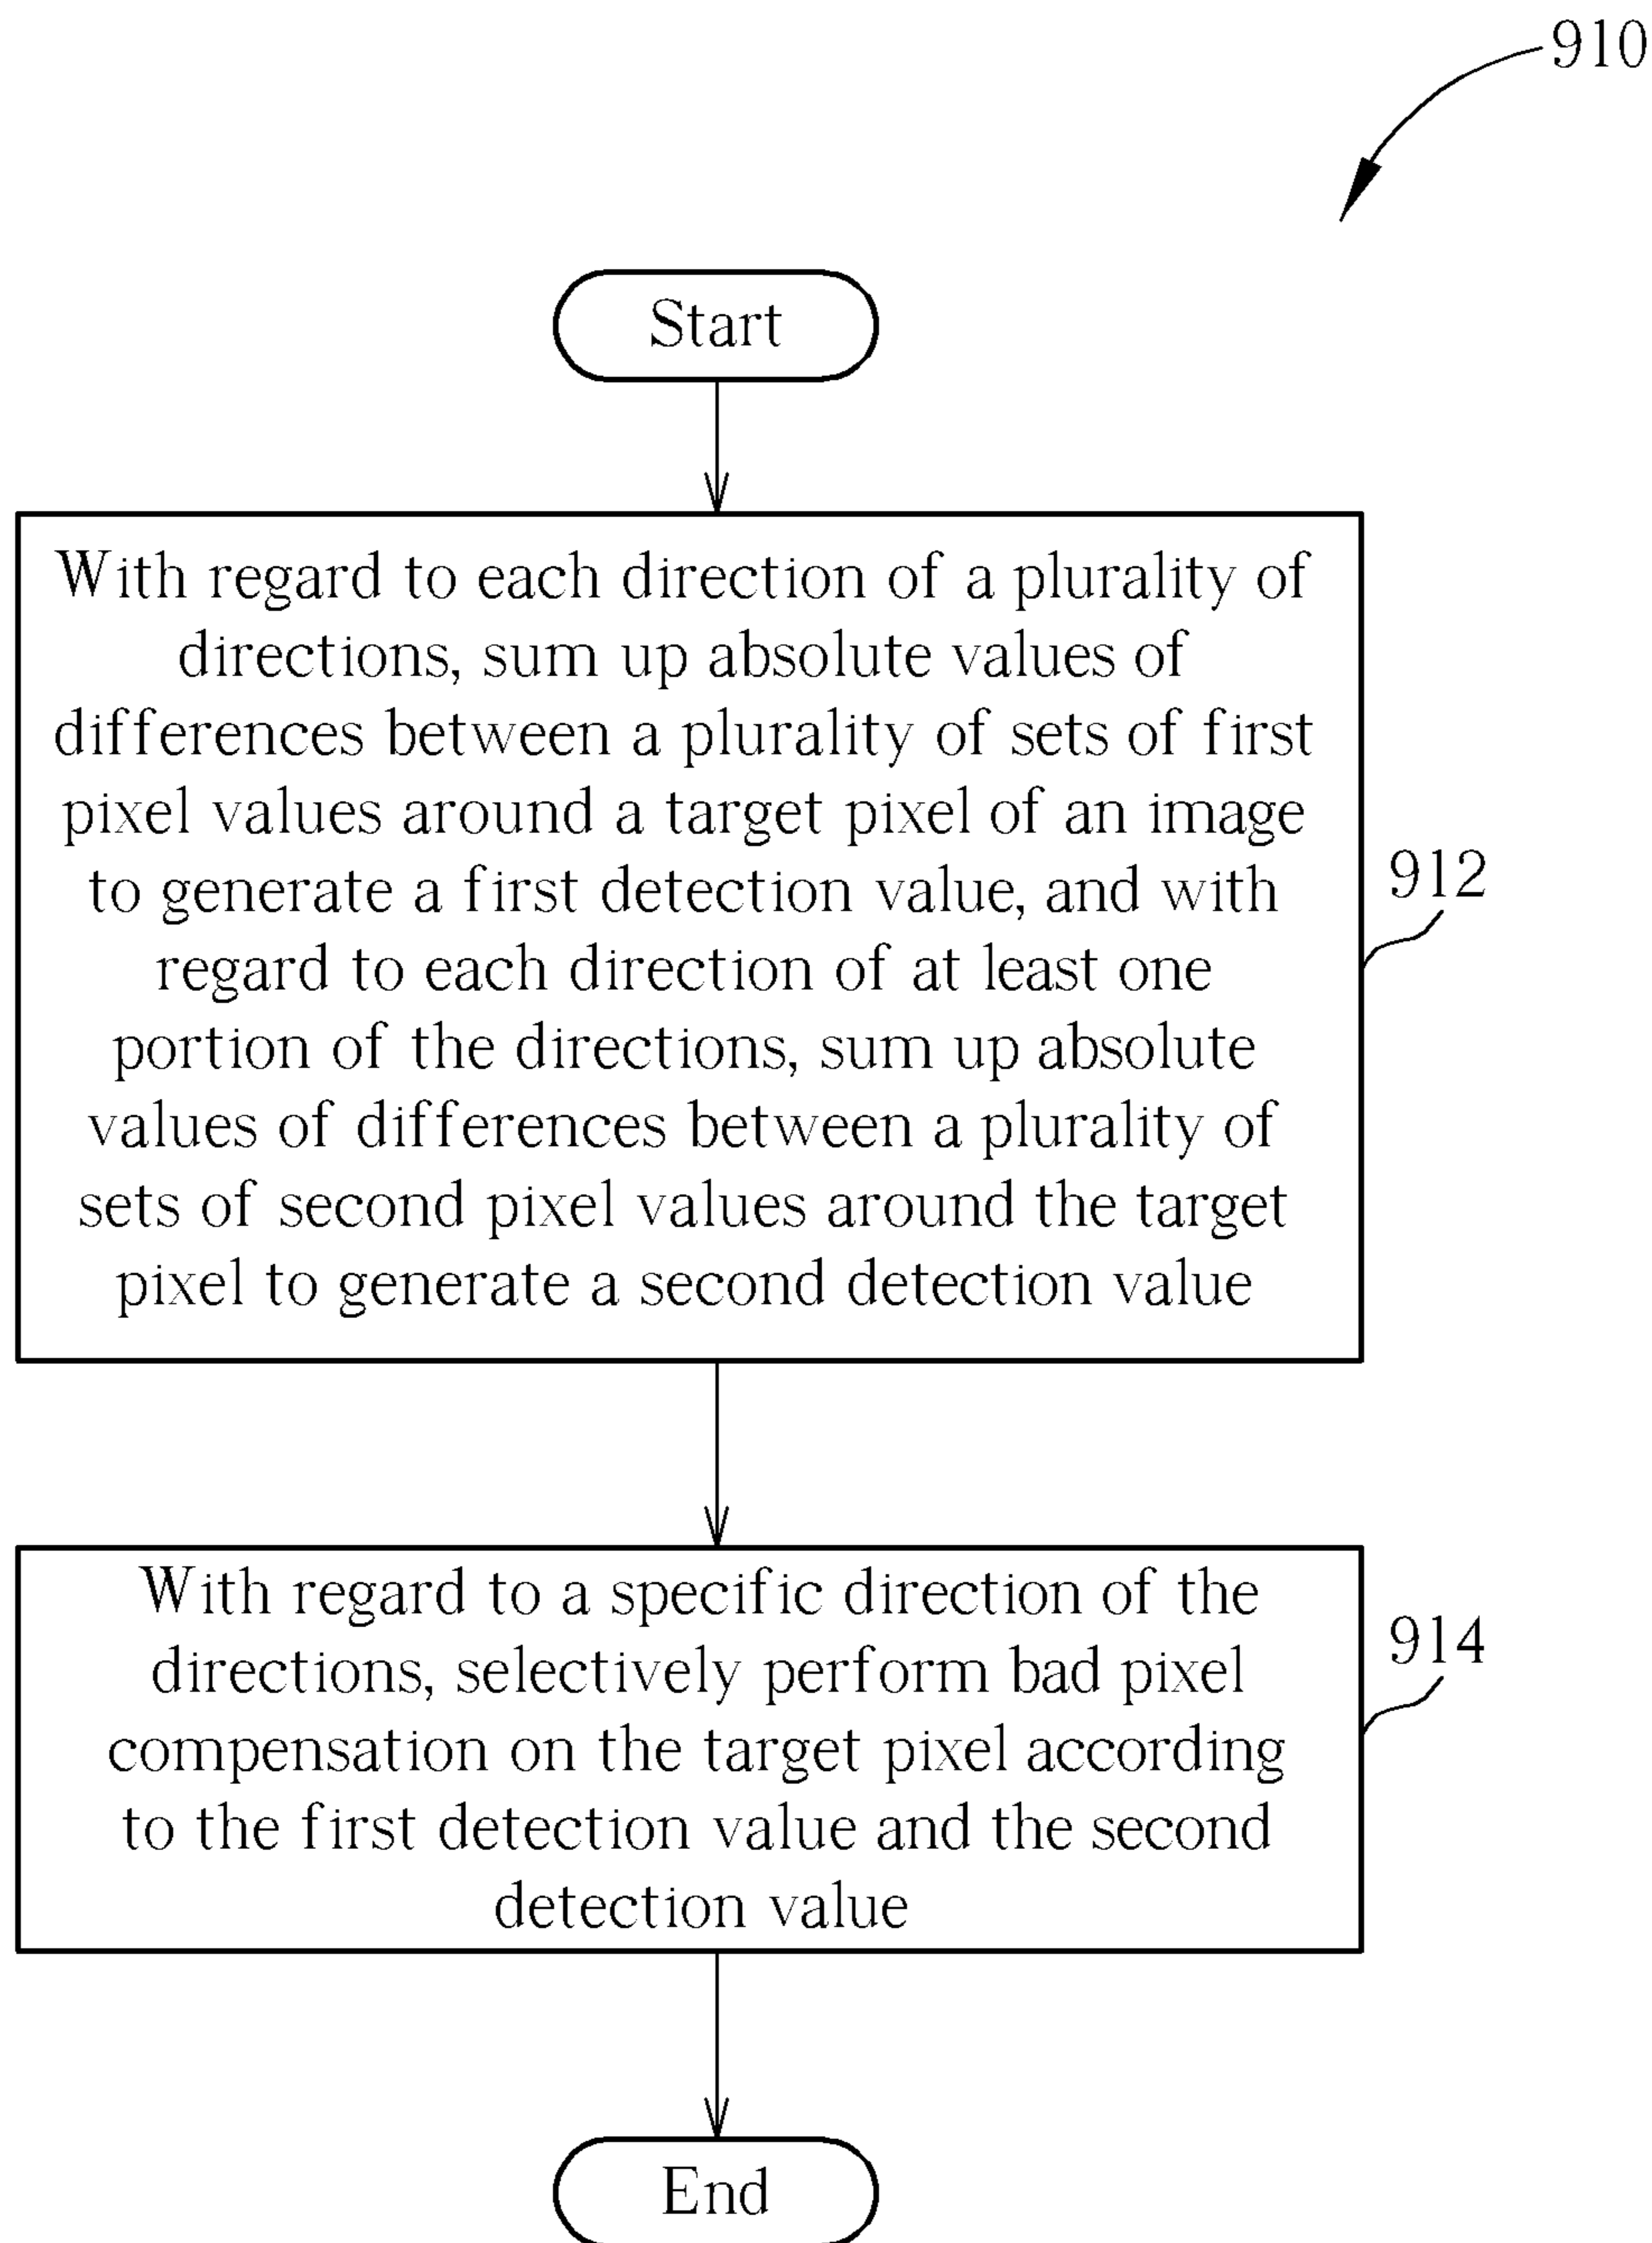 910
Start
With regard to each direction of a plurality of
directions, sum up absolute values of
differences between a plurality of sets of first
pixel values around a target pixel of an image
to generate a first detection value, and with
regard to each direction of at least one
portion of the directions, sum up absolute
values of differences between a plurality of
sets of second pixel values around the target
pixel to generate a second detection value
912
With regard to a specific direction of the
directions, selectively perform bad pixel
compensation on the target pixel according
to the first detection value and the second
detection value
914
End